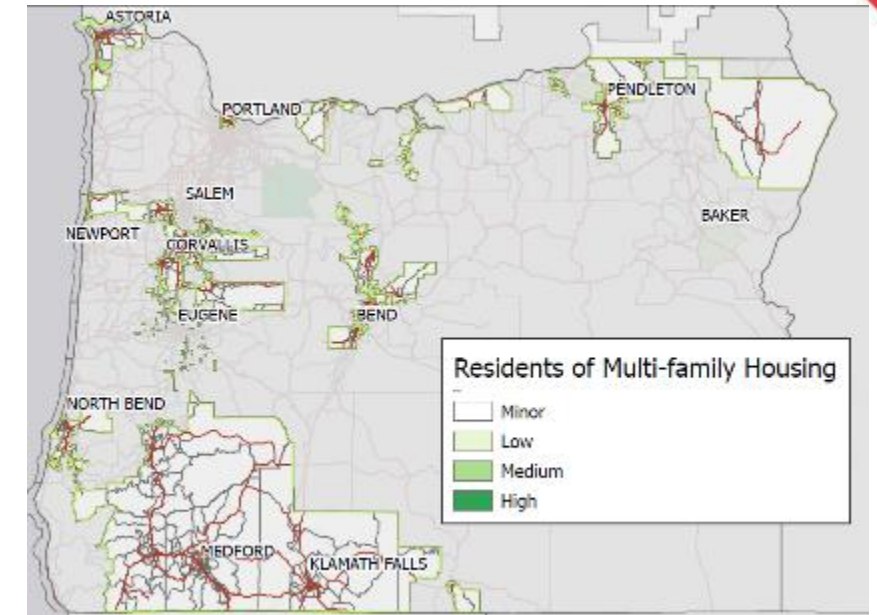 ASTORIA
PORTLAND
PENDLETON
SALEM
BAKER
NEWPORT
CORVALLIS
EUGENE
BEND
NORTH BEND
MEDFORD
KLAMATH FALLS
Residents of Multi-family Housing
Minor
Low
Medium
High